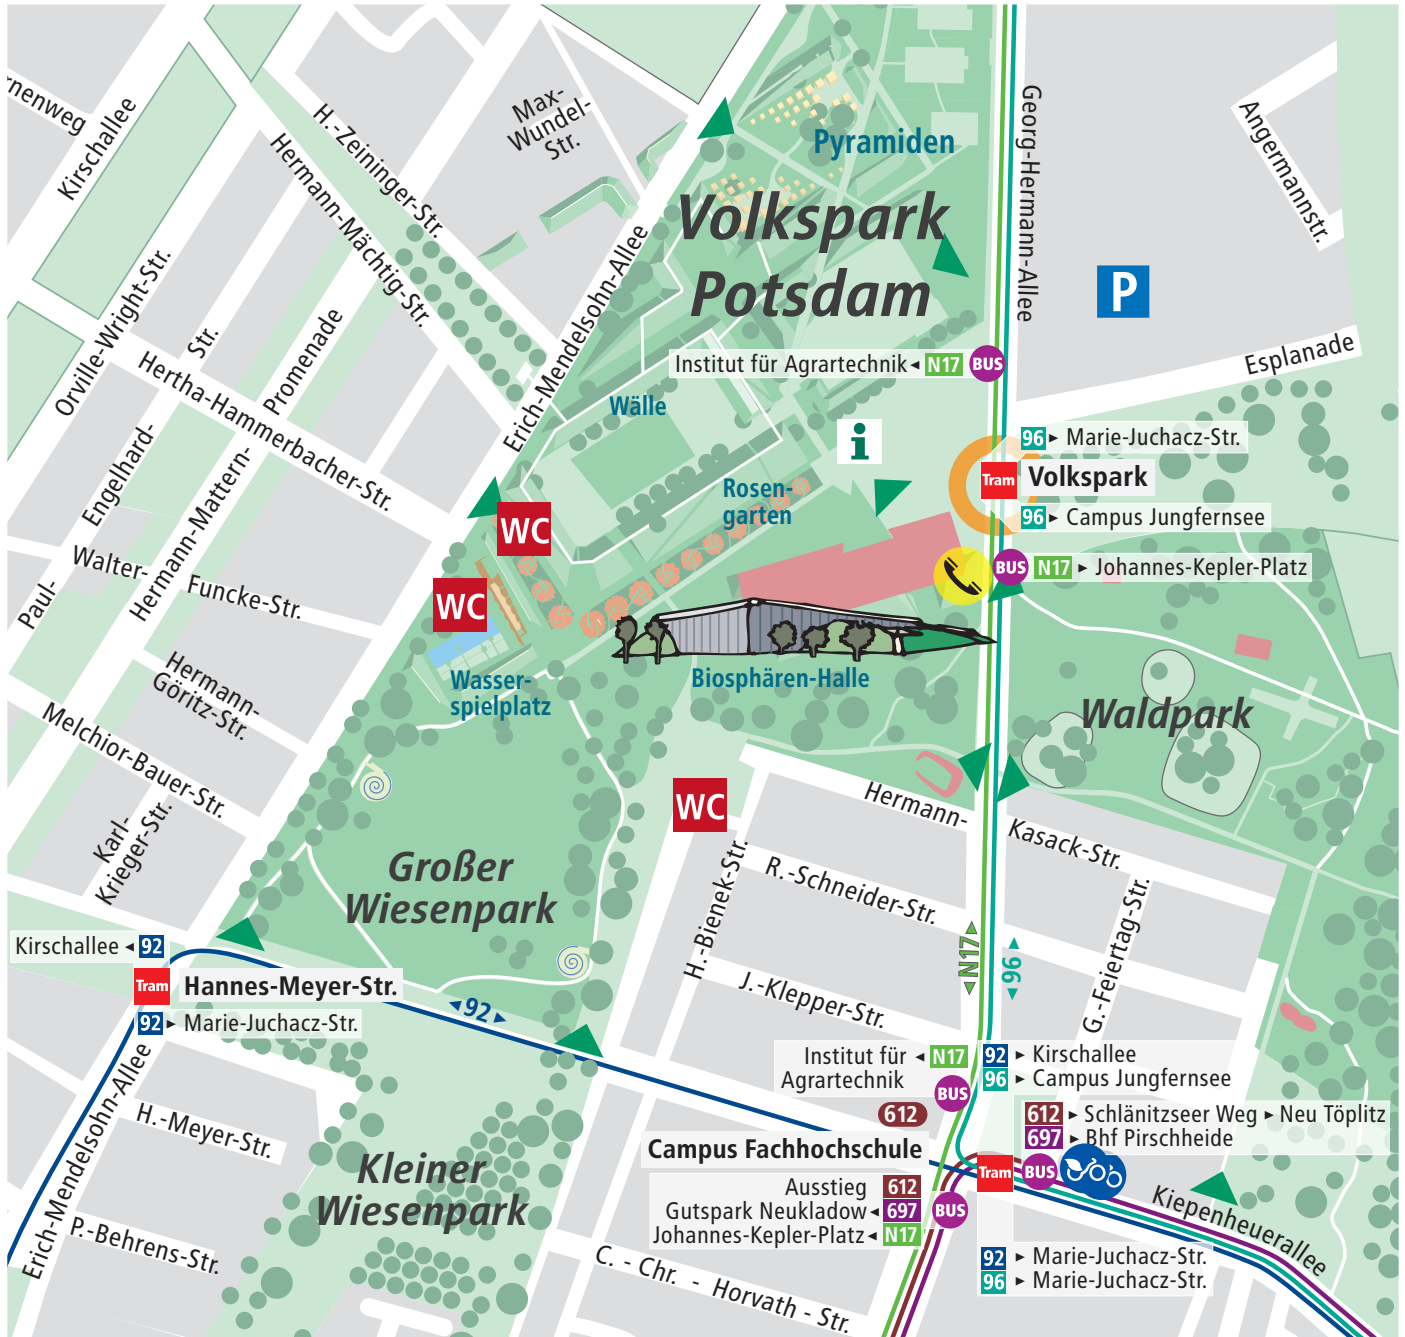 rnenweg
Kirschallee
H.-Zeininger-Str.
Hermann-Mächtig-Str.
Max-
Wundel-
Str.
Pyramiden
Volkspark
Potsdam
Georg-Hermann-Allee
Angermannstr.
P
Esplanade
Orville-Wright-Str.
Hertha-Hammerbacher-Str.
Promenade
Hermann-Mattern-
Str.
Engelhard-
Paul-
Erich-Mendelsohn-Allee
Institut für Agrartechnik N17 BUS
Wälle
i
Rosen-
garten
96 Marie-Juchacz-Str.
Tram Volkspark
96 Campus Jungfernsee
BUS N17 Johannes-Kepler-Platz
WC
WC
Walter-
Funcke-Str.
Hermann-
Göritz-Str.
Wasser-
spielplatz
Biosphären-Halle
Waldpark
Melchior-Bauer-Str.
Karl-
Krieger-Str.
WC
Hermann-
Kasack-Str.
Großer
Wiesenpark
R.-Schneider-Str.
H.-Bienek-Str.
G.-Feiertag-Str.
Kirschallee 92
Tram Hannes-Meyer-Str.
92 Marie-Juchacz-Str.
92
N17
96
J.-Klepper-Str.
Institut für N17
Agrartechnik
BUS
612
92 Kirschallee
96 Campus Jungfernsee
612 Schlänitzseer Weg Neu Töplitz
697 Bhf Pirschheide
Campus Fachhochschule
Tram BUS
Ausstieg 612
Gutspark Neukladow 697
Johannes-Kepler-Platz N17
BUS
Kiepenheuerallee
92 Marie-Juchacz-Str.
96 Marie-Juchacz-Str.
Erich-Mendelsohn-Allee
H.-Meyer-Str.
Kleiner
Wiesenpark
P.-Behrens-Str.
C. - Chr. - Horvath - Str.